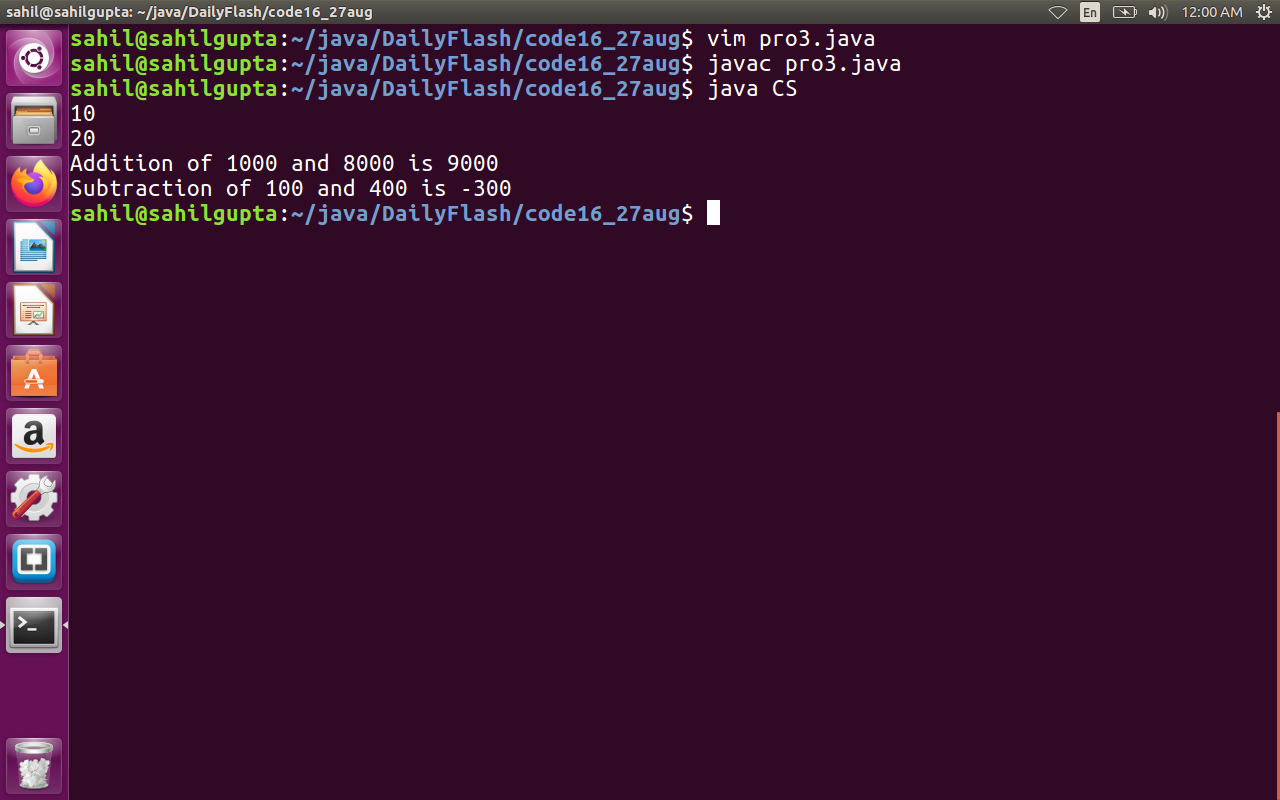 sahil@sahilgupta: ~/java/DailyFlash/code16_27aug
En
12:00 AM
sahil@sahilgupta:~/java/DailyFlash/code16_27aug$ vim pro3.java
sahil@sahilgupta:~/java/DailyFlash/code16_27aug$ javac pro3.java
sahil@sahilgupta:~/java/DailyFlash/code16_27aug$ java CS
10
20
Addition of 1000 and 8000 is 9000
Subtraction of 100 and 400 is -300
sahil@sahilgupta:~/java/DailyFlash/code16_27aug$